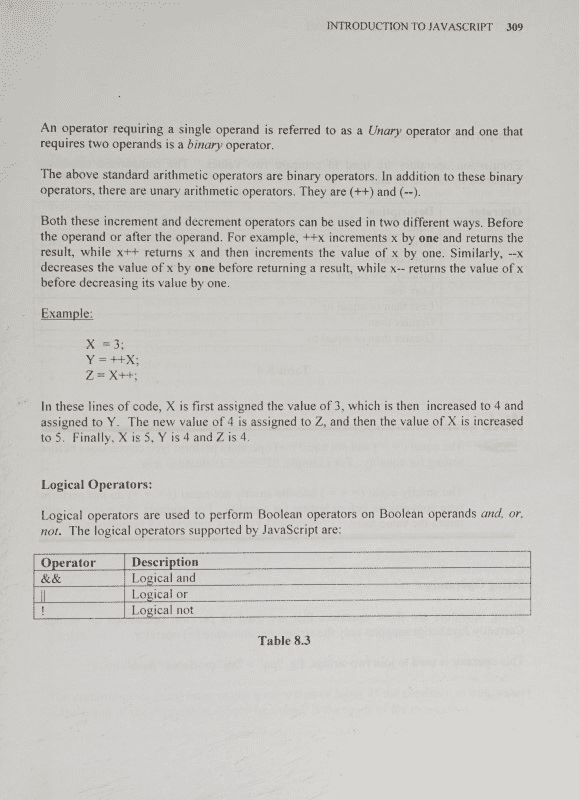 INTRODUCTION TO JAVASCRIPT 309
An operator requiring a single operand is referred to as a Unary operator and one that
requires two operands is a binary operator.
The above standard arithmetic operators are binary operators. In addition to these binary
operators, there are unary arithmetic operators. They are (++) and (--).
Both these increment and decrement operators can be used in two different ways. Before
the operand or after the operand. For example, ++x increments x by one and returns the
result, while x++ returns x and then increments the value of x by one. Similarly, --x
decreases the value of x by one before returning a result, while x-- returns the value of x
before decreasing its value by one.
Example:
X = 3;
Y = ++X;
Z = X++;
In these lines of code, X is first assigned the value of 3, which is then increased to 4 and
assigned to Y. The new value of 4 is assigned to Z, and then the value of X is increased
to 5. Finally, X is 5, Y is 4 and Z is 4.
Logical Operators:
Logical operators are used to perform Boolean operators on Boolean operands and, or,
not. The logical operators supported by JavaScript are:
Operator Description
&& Logical and
|| Logical or
! Logical not
Table 8.3